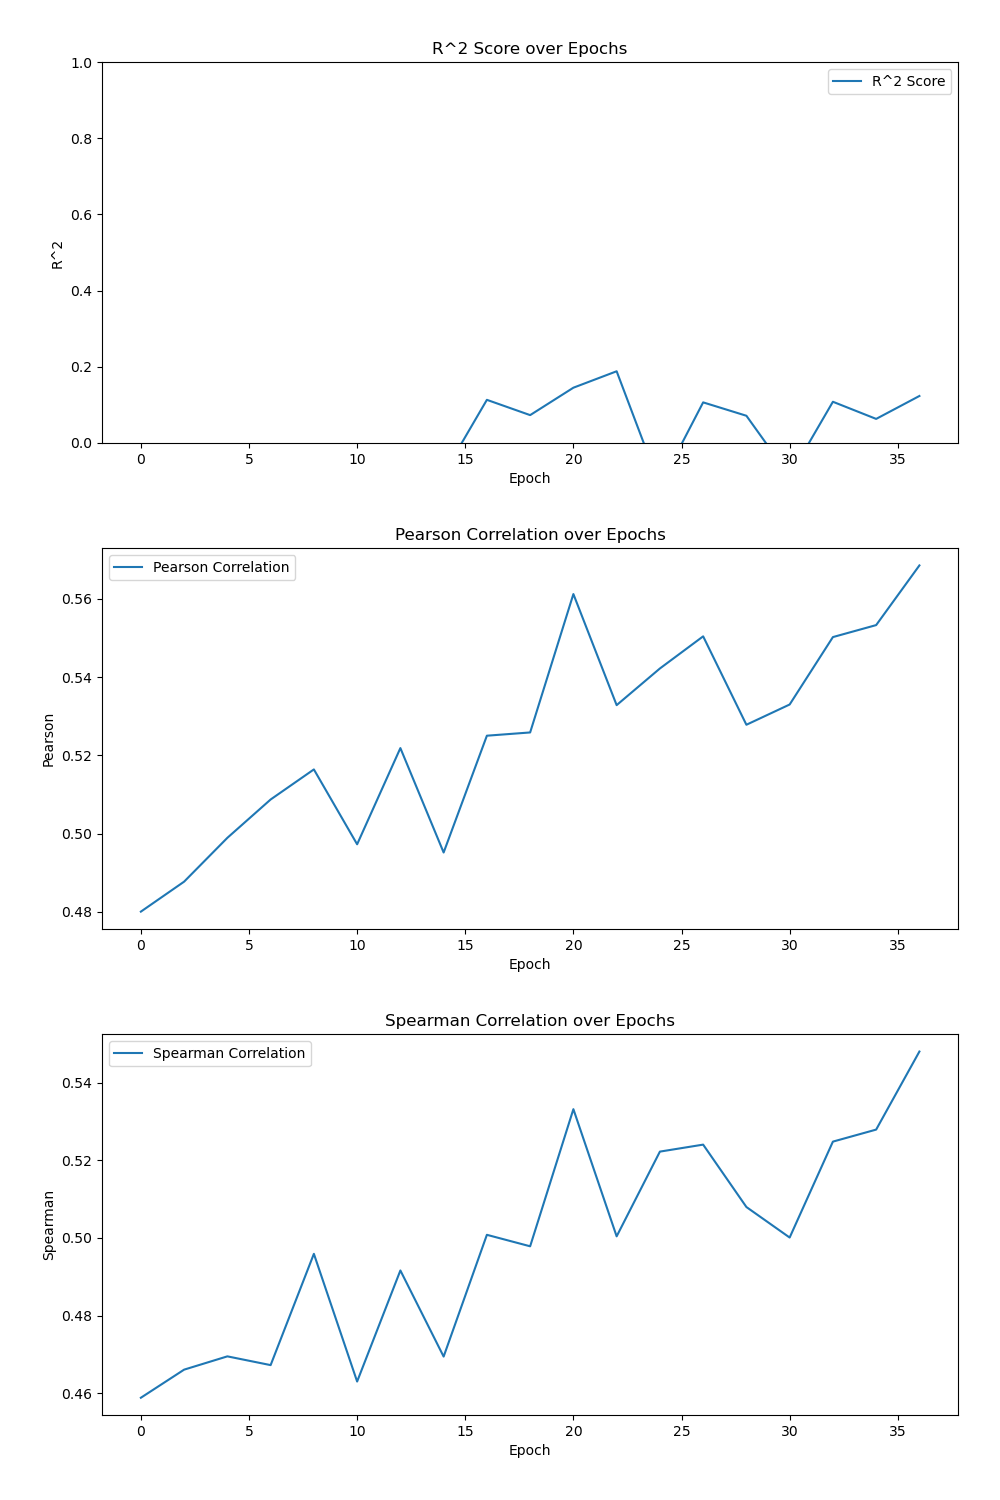 R^2 Score over Epochs
R^2 Score
1.0
0.8
0.6
0.4
0.2
0.0
R^2
0 5 10 15 20 25 30 35
Epoch
Pearson Correlation over Epochs
Pearson Correlation
0.56
0.54
0.52
0.50
0.48
Pearson
0 5 10 15 20 25 30 35
Epoch
Spearman Correlation over Epochs
Spearman Correlation
0.54
0.52
0.50
0.48
0.46
Spearman
0 5 10 15 20 25 30 35
Epoch